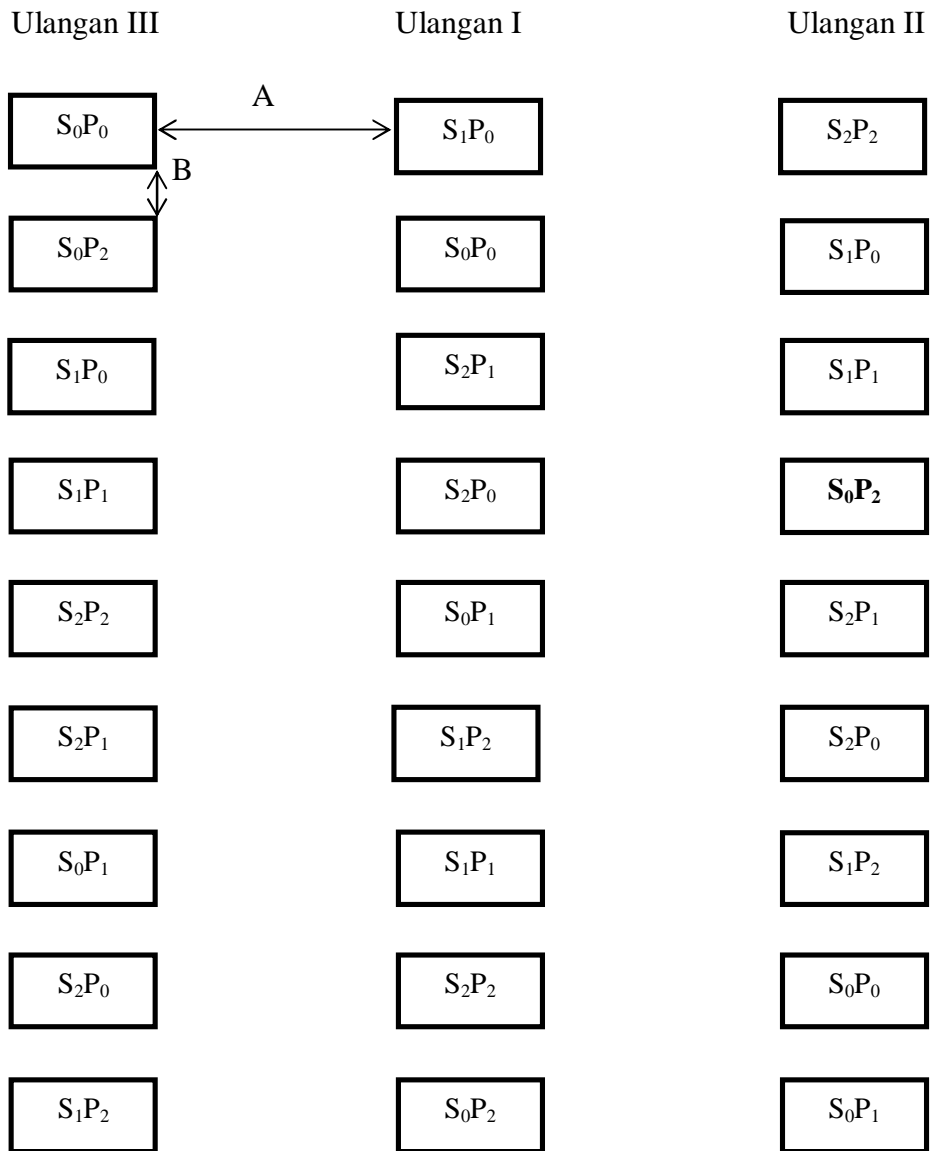 Ulangan III Ulangan I Ulangan II
A
S₀P₀ S₁P₀ S₂P₂
B
S₀P₂ S₀P₀ S₁P₀
S₁P₀ S₂P₁ S₁P₁
S₁P₁ S₂P₀ S₀P₂
S₂P₂ S₀P₁ S₂P₁
S₂P₁ S₁P₂ S₂P₀
S₀P₁ S₁P₁ S₁P₂
S₂P₀ S₂P₂ S₀P₀
S₁P₂ S₀P₂ S₀P₁